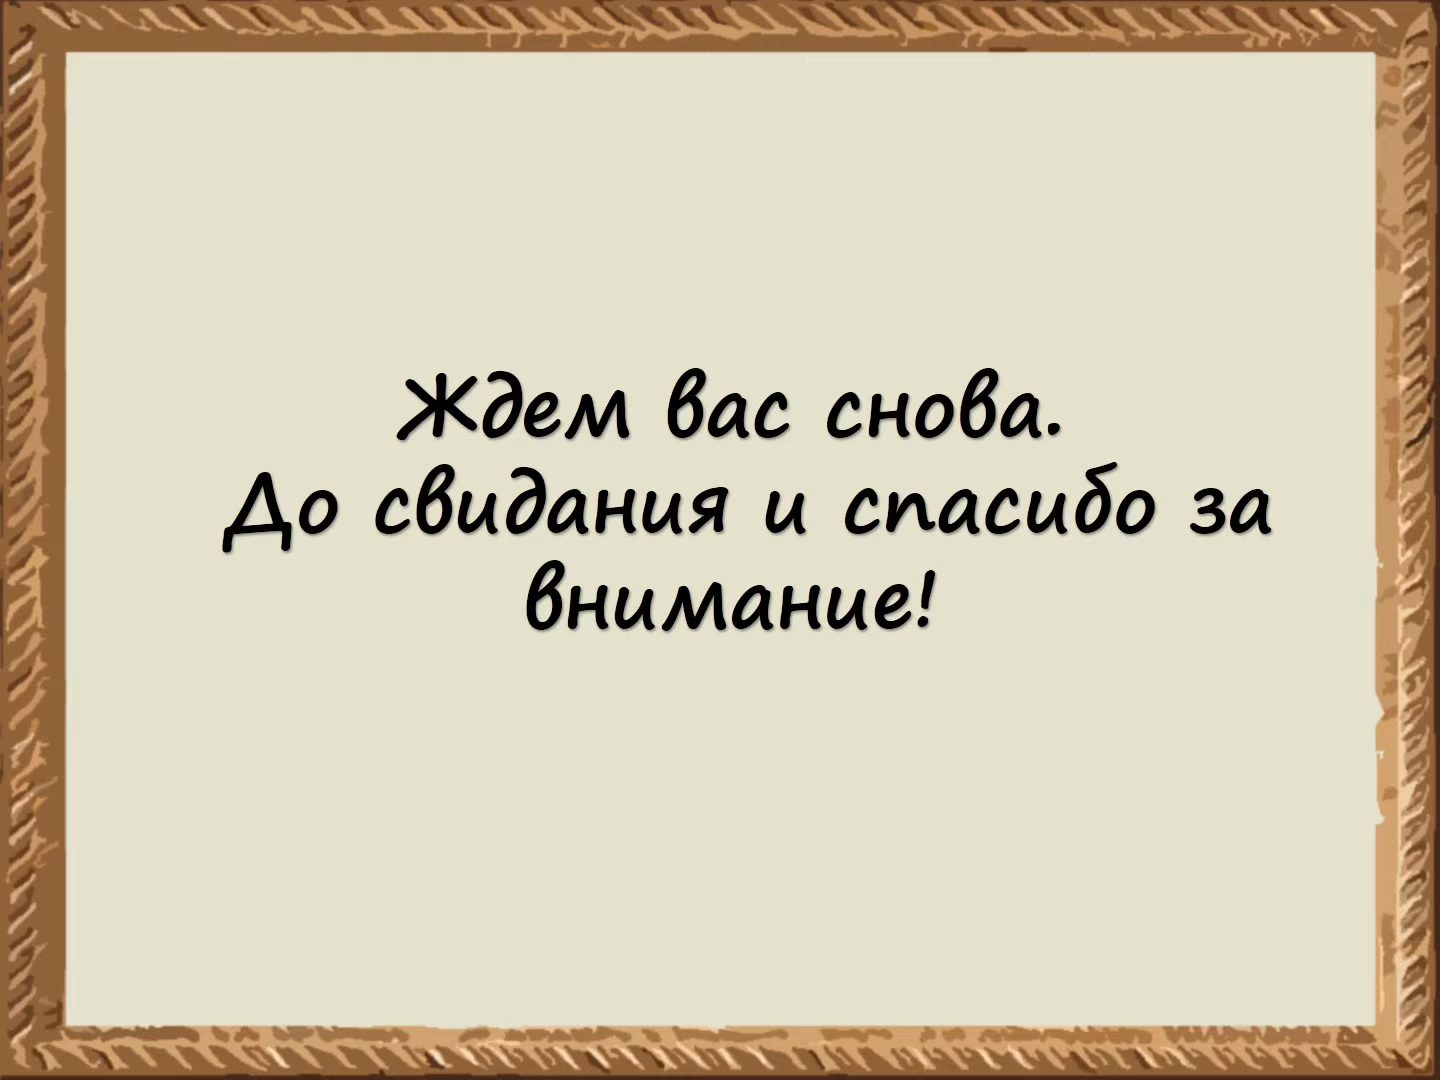 Ждем вас снова.
До свидания и спасибо за
внимание!